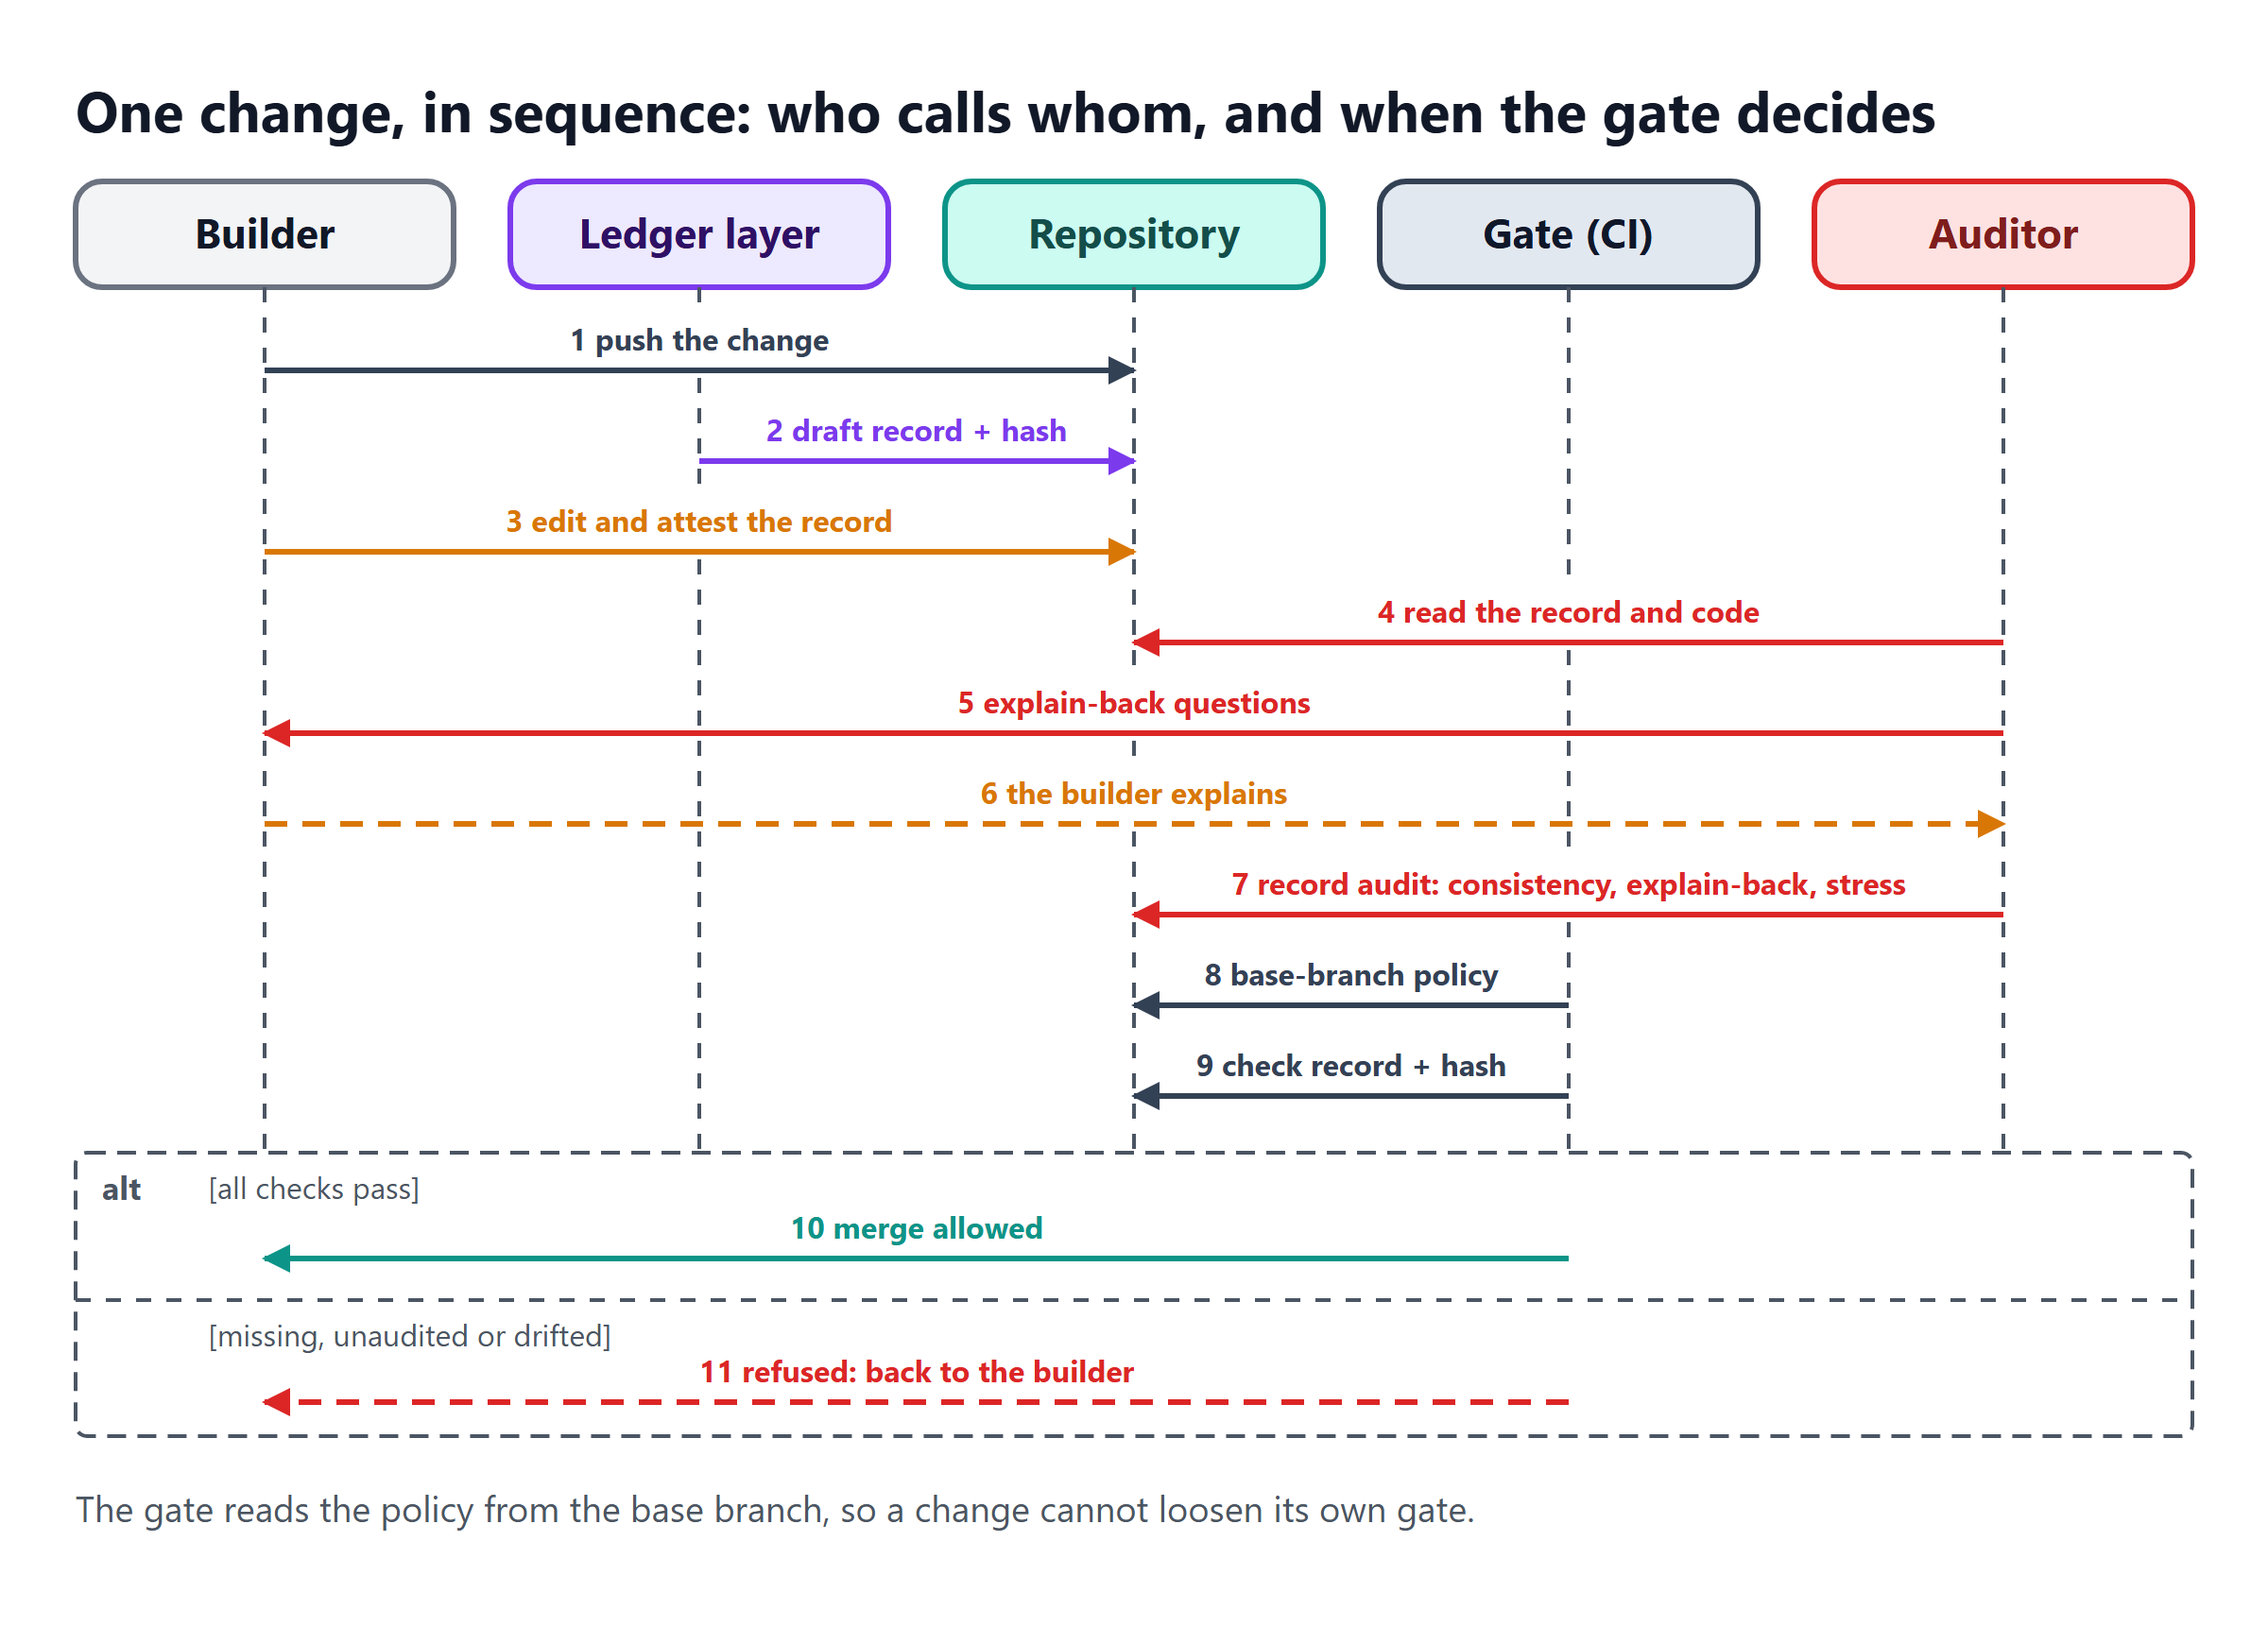 One change, in sequence: who calls whom, and when the gate decides
Builder
Ledger layer
Repository
Gate (CI)
Auditor
1 push the change
2 draft record + hash
3 edit and attest the record
4 read the record and code
5 explain-back questions
6 the builder explains
7 record audit: consistency, explain-back, stress
8 base-branch policy
9 check record + hash
alt
[all checks pass]
10 merge allowed
[missing, unaudited or drifted]
11 refused: back to the builder
The gate reads the policy from the base branch, so a change cannot loosen its own gate.